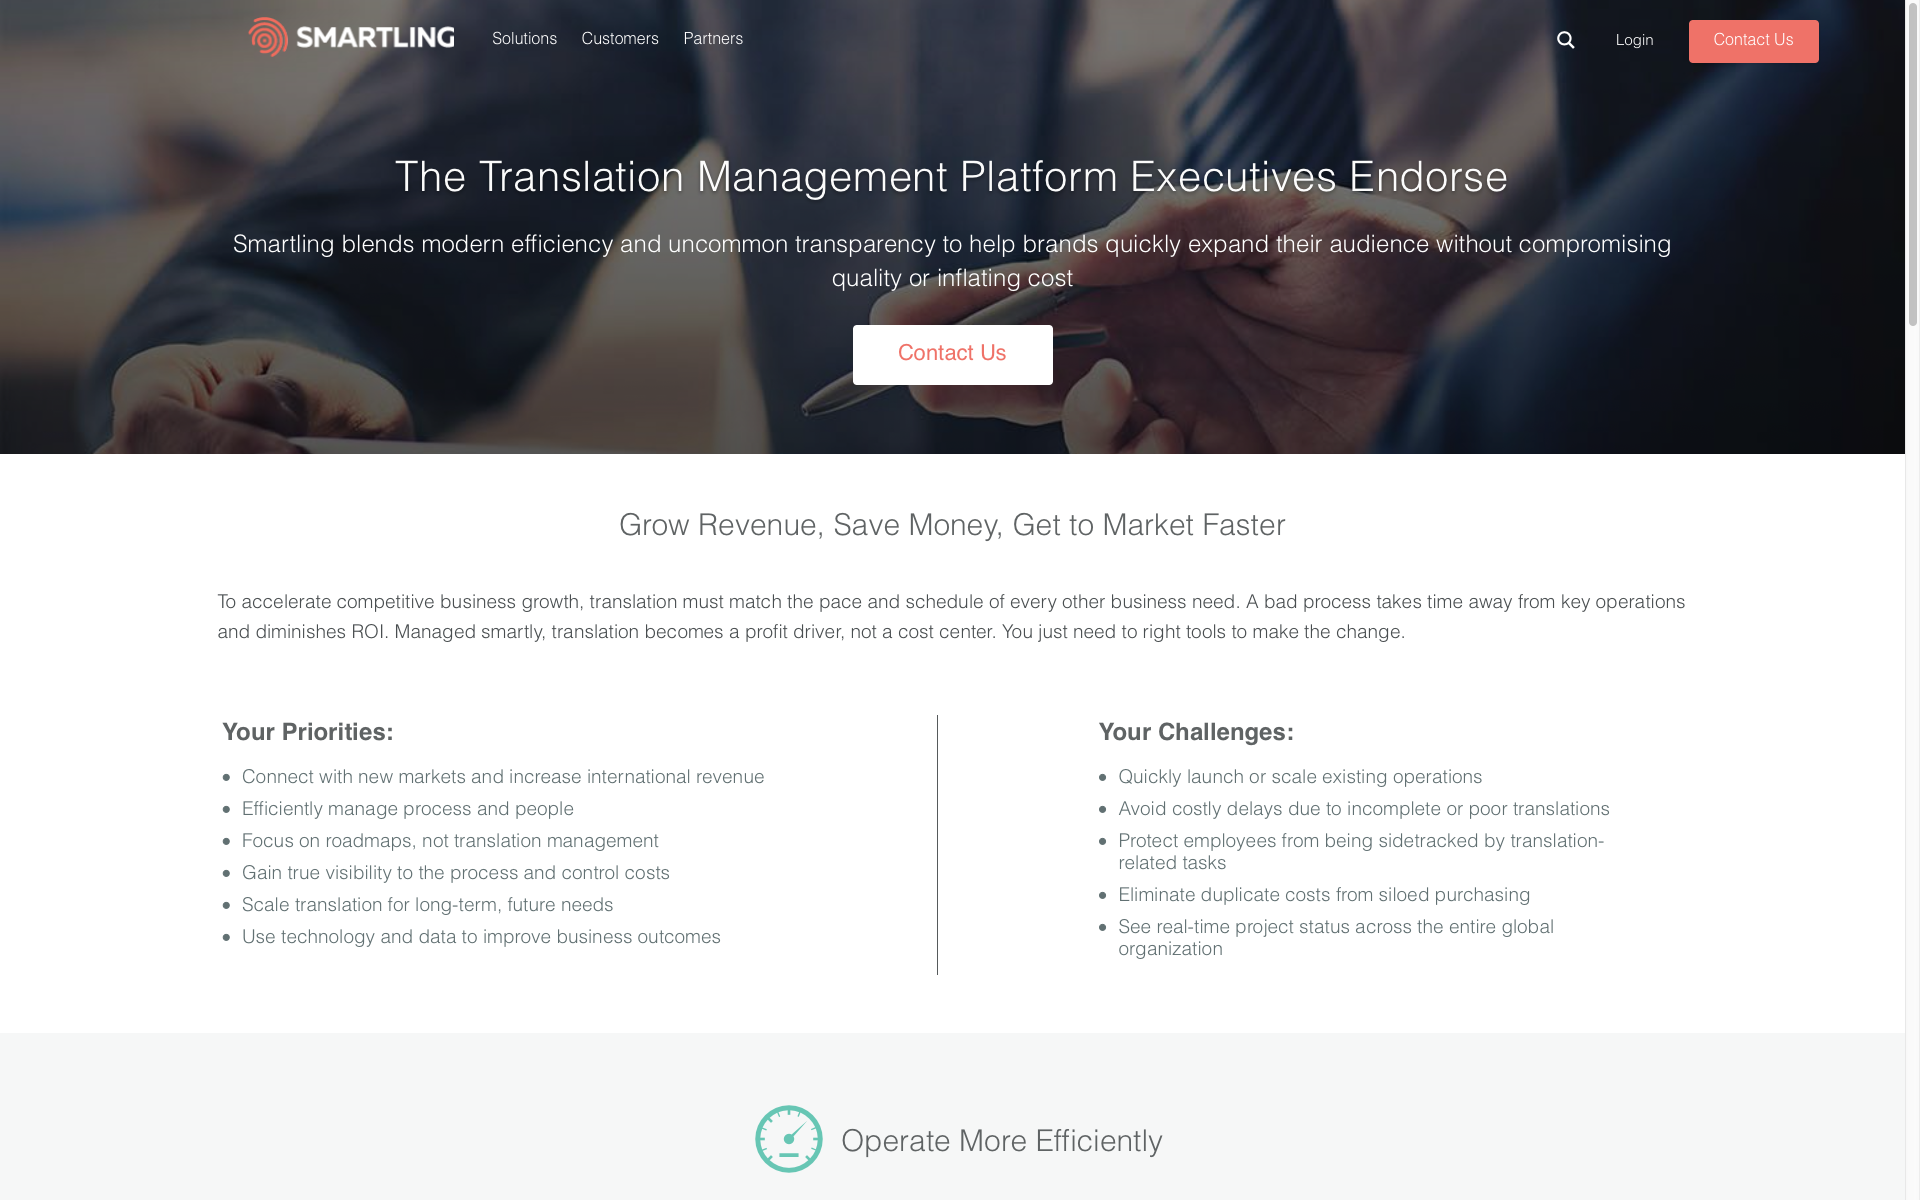 SMARTLING
Solutions
Customers
Partners
Login
Contact Us
The Translation Management Platform Executives Endorse
Smartling blends modern efficiency and uncommon transparency to help brands quickly expand their audience without compromising
quality or inflating cost
Contact Us
Grow Revenue, Save Money, Get to Market Faster
To accelerate competitive business growth, translation must match the pace and schedule of every other business need. A bad process takes time away from key operations
and diminishes ROI. Managed smartly, translation becomes a profit driver, not a cost center. You just need to right tools to make the change.
Your Priorities:
Connect with new markets and increase international revenue
Efficiently manage process and people
Focus on roadmaps, not translation management
Gain true visibility to the process and control costs
Scale translation for long-term, future needs
Use technology and data to improve business outcomes
Your Challenges:
Quickly launch or scale existing operations
Avoid costly delays due to incomplete or poor translations
Protect employees from being sidetracked by translation-
related tasks
Eliminate duplicate costs from siloed purchasing
See real-time project status across the entire global
organization
Operate More Efficiently